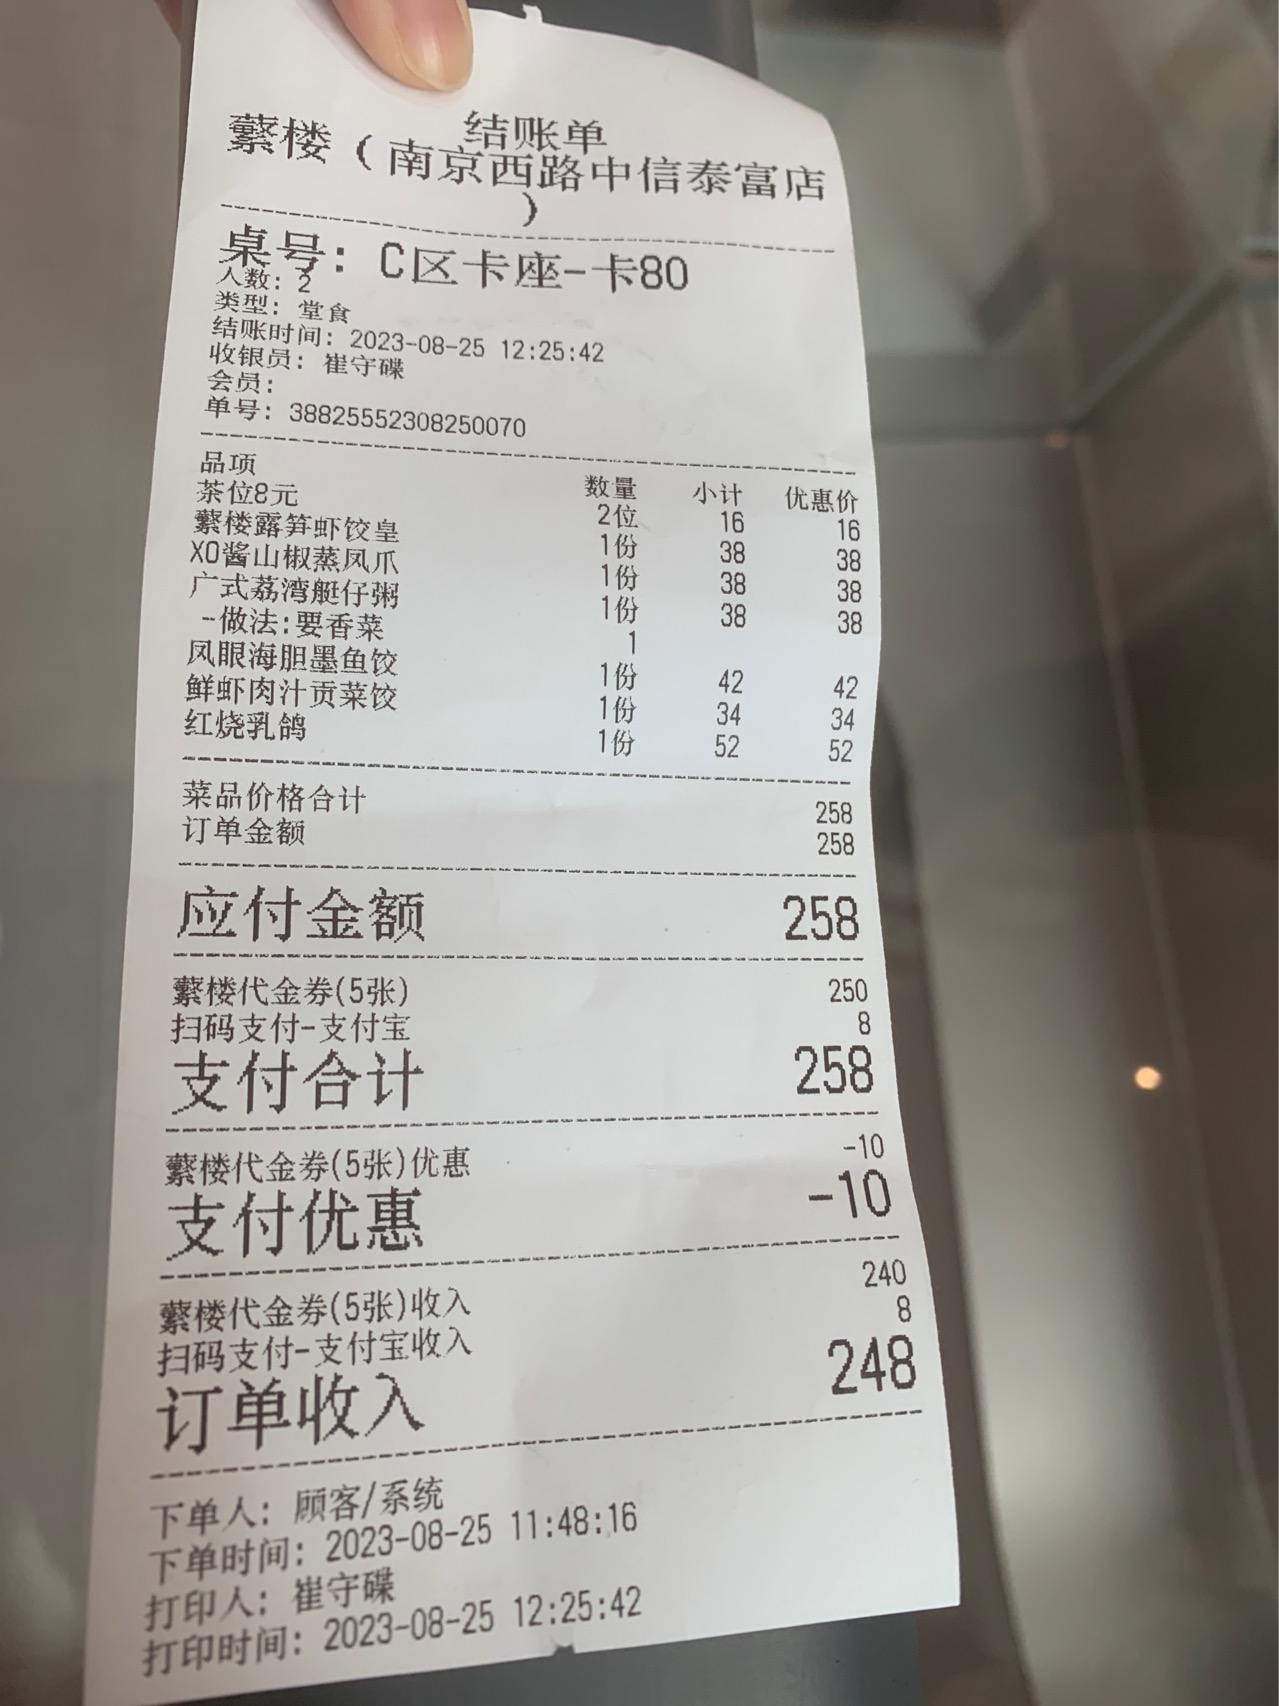 结账单
蘩楼（南京西路中信泰富店
）
桌号：C区卡座-卡80
人数：2
类型：堂食
结账时间：2023-08-25 12:25:42
收银员：崔守碟
会员：
单号：38825552308250070
品项 数量 小计 优惠价
茶位8元 2位 16 16
蘩楼露笋虾饺皇 1份 38 38
XO酱山椒蒸凤爪 1份 38 38
广式荔湾艇仔粥 1份 38 38
-做法:要香菜 1
凤眼海胆墨鱼饺 1份 42 42
鲜虾肉汁贡菜饺 1份 34 34
红烧乳鸽 1份 52 52
菜品价格合计 258
订单金额 258
应付金额 258
蘩楼代金券(5张) 250
扫码支付-支付宝 8
支付合计 258
蘩楼代金券(5张)优惠 -10
支付优惠 -10
蘩楼代金券(5张)收入 240
扫码支付-支付宝收入 8
订单收入 248
下单人：顾客/系统
下单时间：2023-08-25 11:48:16
打印人：崔守碟
打印时间：2023-08-25 12:25:42